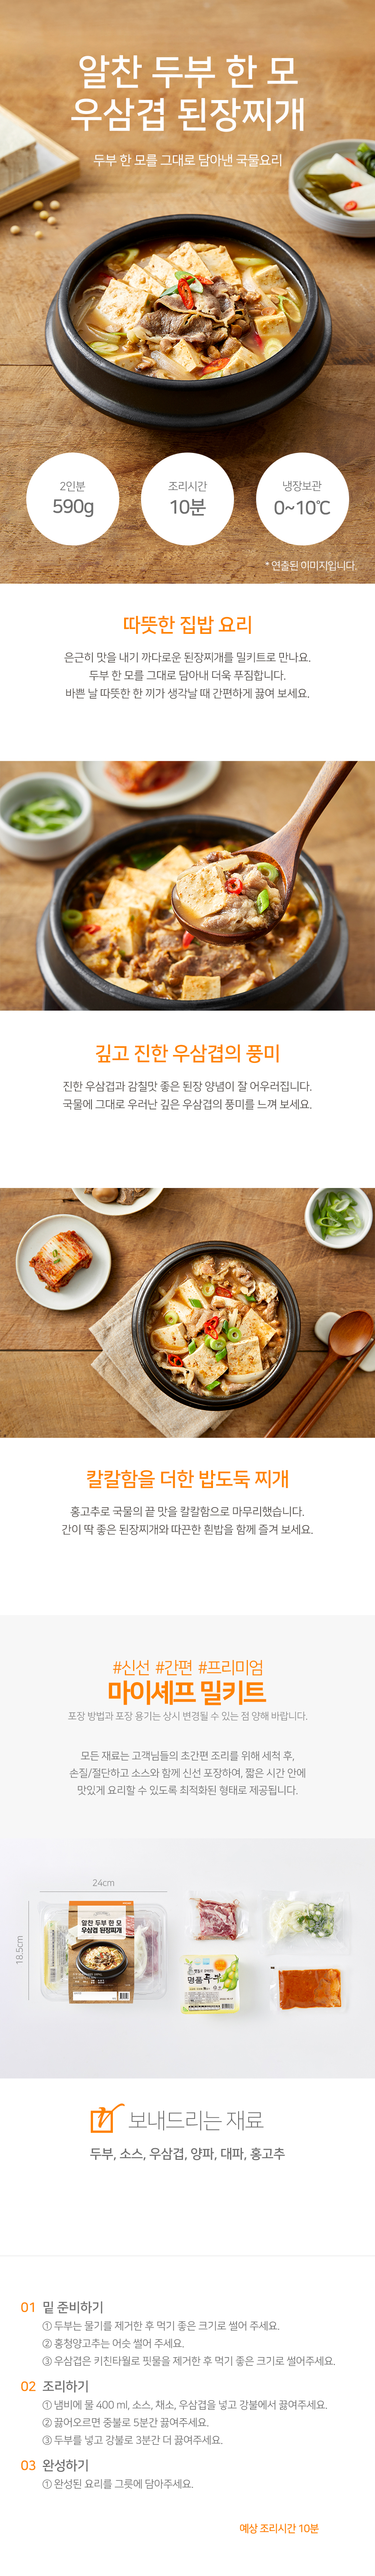 알찬 두부 한 모
우삼겹 된장찌개
두부 한 모를 그대로 담아낸 국물요리
2인분
590g
조리시간
10분
냉장보관
0~10℃
* 연출된 이미지입니다.
따뜻한 집밥 요리
은근히 맛을 내기 까다로운 된장찌개를 밀키트로 만나요.
두부 한 모를 그대로 담아내 더욱 푸짐합니다.
바쁜 날 따뜻한 한 끼가 생각날 때 간편하게 끓여 보세요.
깊고 진한 우삼겹의 풍미
진한 우삼겹과 감칠맛 좋은 된장 양념이 잘 어우러집니다.
국물에 그대로 우러난 깊은 우삼겹의 풍미를 느껴 보세요.
칼칼함을 더한 밥도둑 찌개
홍고추로 국물의 끝 맛을 칼칼함으로 마무리했습니다.
간이 딱 좋은 된장찌개와 따끈한 흰밥을 함께 즐겨 보세요.
#신선 #간편 #프리미엄
마이셰프 밀키트
포장 방법과 포장 용기는 상시 변경될 수 있는 점 양해 바랍니다.
모든 재료는 고객님들의 초간편 조리를 위해 세척 후,
손질/절단하고 소스와 함께 신선 포장하여, 짧은 시간 안에
맛있게 요리할 수 있도록 최적화된 형태로 제공됩니다.
24cm
18.5cm
알찬 두부 한 모
우삼겹 된장찌개
명품두부
보내드리는 재료
두부, 소스, 우삼겹, 양파, 대파, 홍고추
01 밑 준비하기
① 두부는 물기를 제거한 후 먹기 좋은 크기로 썰어 주세요.
② 홍청양고추는 어슷 썰어 주세요.
③ 우삼겹은 키친타월로 핏물을 제거한 후 먹기 좋은 크기로 썰어주세요.
02 조리하기
① 냄비에 물 400 ml, 소스, 채소, 우삼겹을 넣고 강불에서 끓여주세요.
② 끓어오르면 중불로 5분간 끓여주세요.
③ 두부를 넣고 강불로 3분간 더 끓여주세요.
03 완성하기
① 완성된 요리를 그릇에 담아주세요.
예상 조리시간 10분